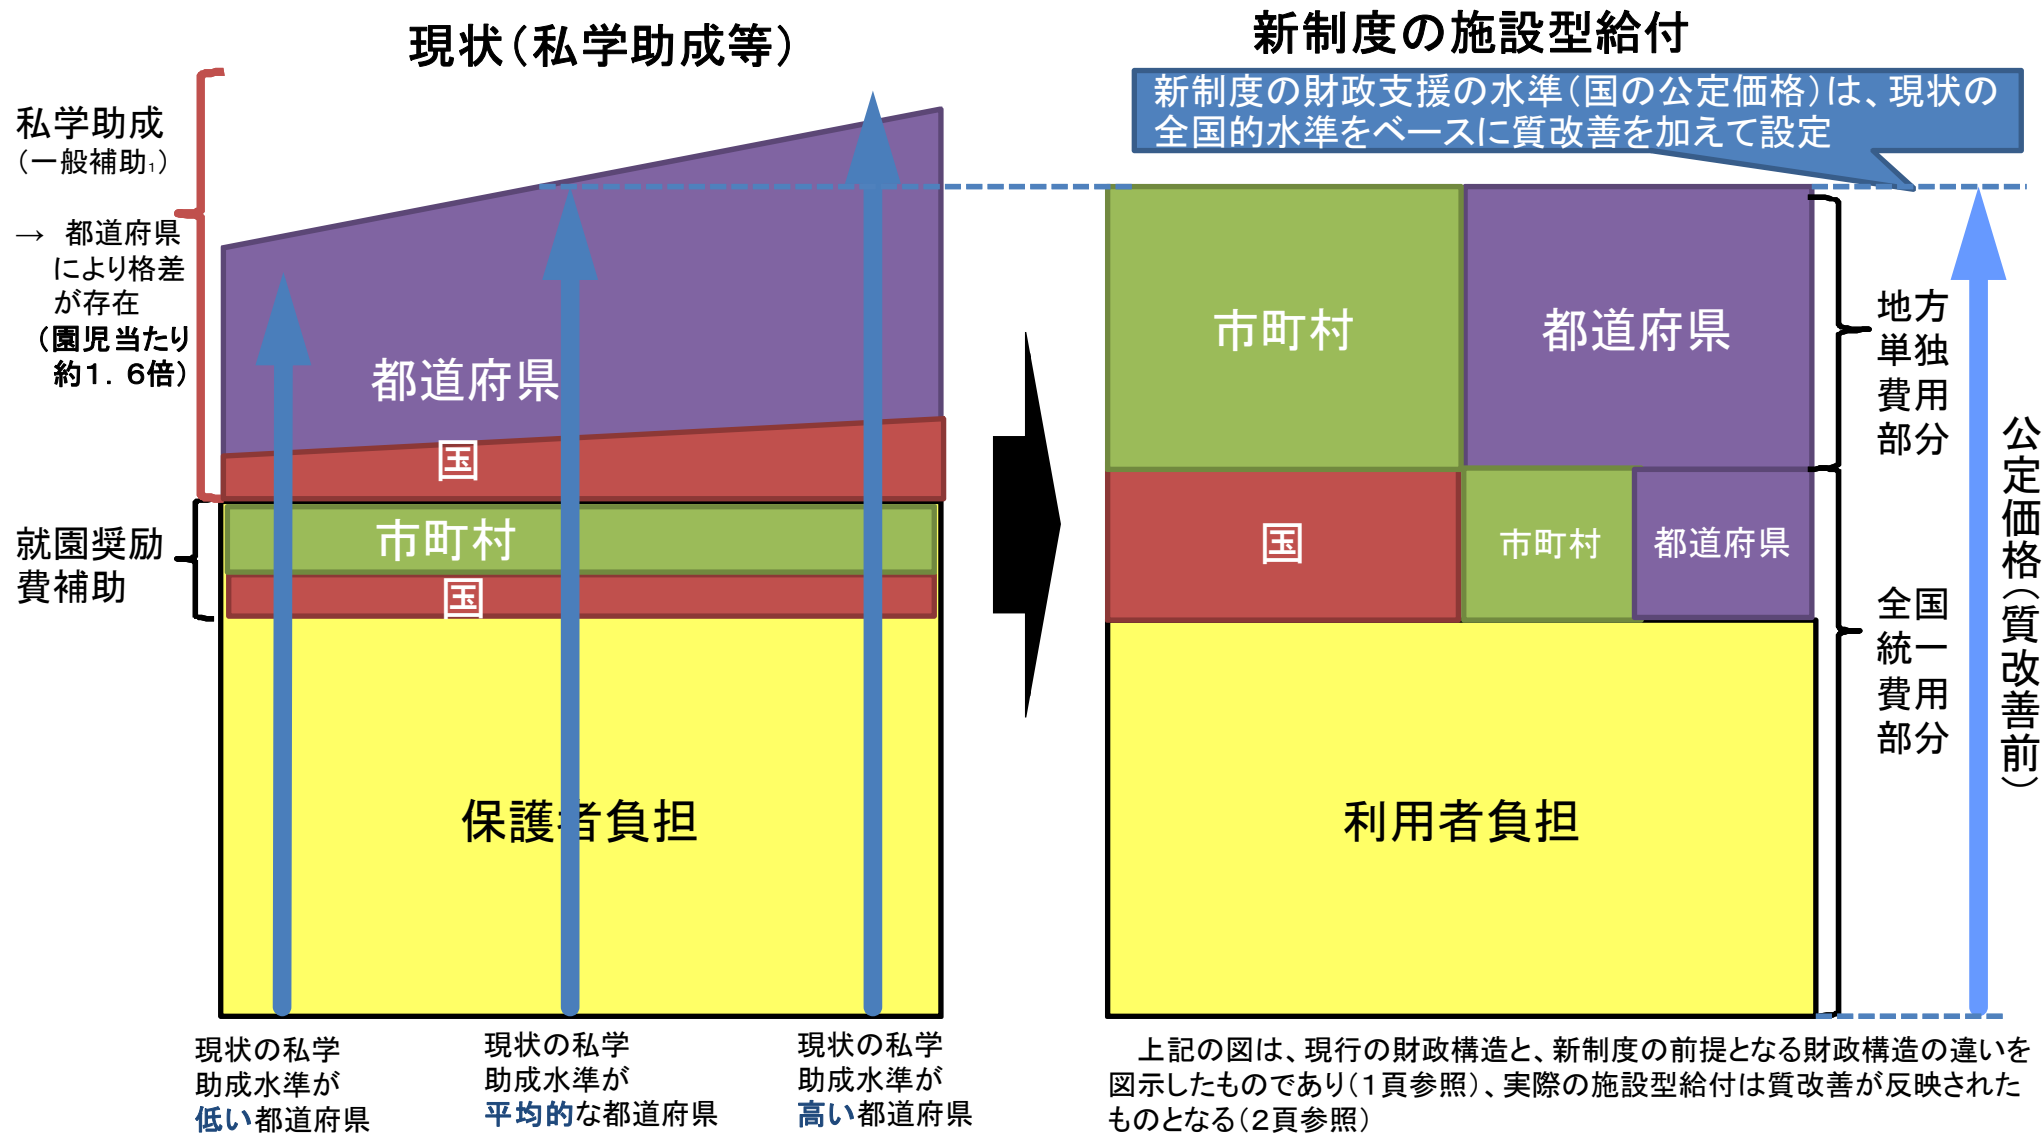 現状(私学助成等)
私学助成
(一般補助1)
→ 都道府県
により格差
が存在
(園児当たり
約1.6倍)
都道府県
国
就園奨励
費補助
市町村
国
保護者負担
現状の私学
助成水準が
低い都道府県
現状の私学
助成水準が
平均的な都道府県
現状の私学
助成水準が
高い都道府県
新制度の施設型給付
新制度の財政支援の水準(国の公定価格)は、現状の
全国的水準をベースに質改善を加えて設定
市町村
都道府県
国
市町村
都道府県
利用者負担
地方
単独
費用
部分
全国
統一
費用
部分
公定価格(質改善前)
上記の図は、現行の財政構造と、新制度の前提となる財政構造の違いを
図示したものであり(1頁参照)、実際の施設型給付は質改善が反映された
ものとなる(2頁参照)